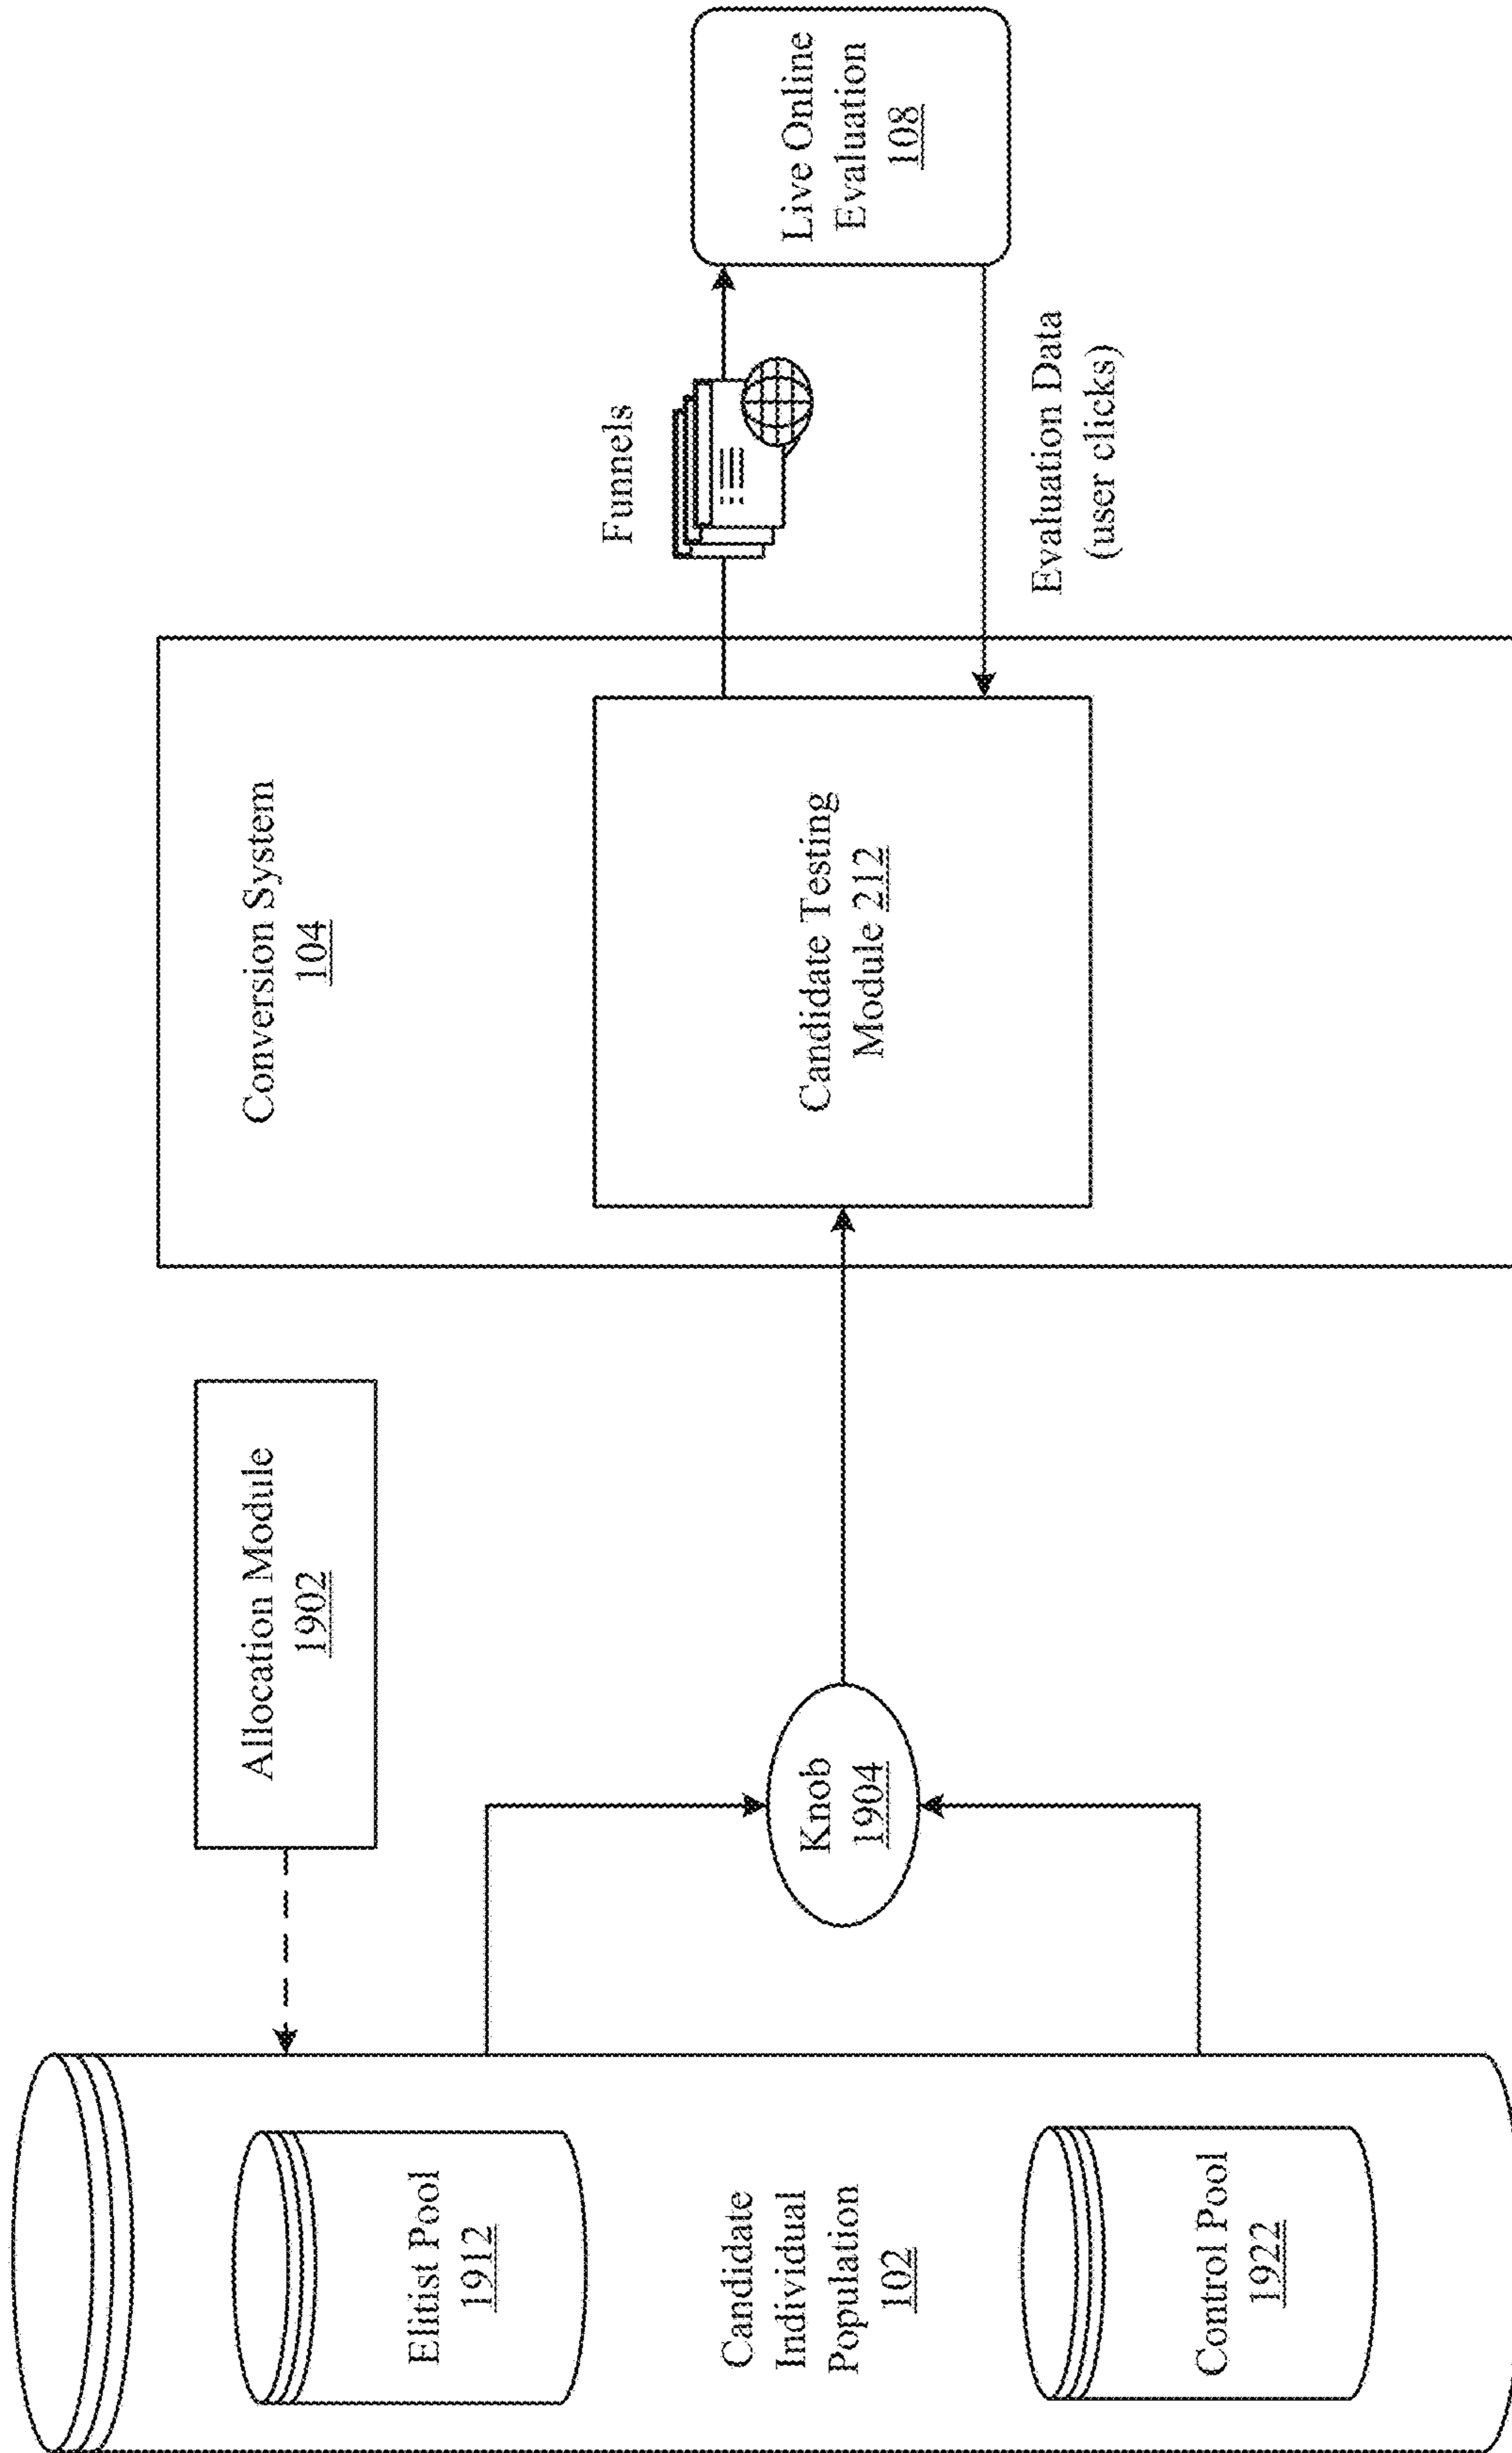 Elitist Pool
1912
Candidate
Individual
Population
102
Control Pool
1922
Allocation Module
1902
Knob
1904
Conversion System
104
Candidate Testing
Module 212
Funnels
Evaluation Data
(user clicks)
Live Online
Evaluation
108